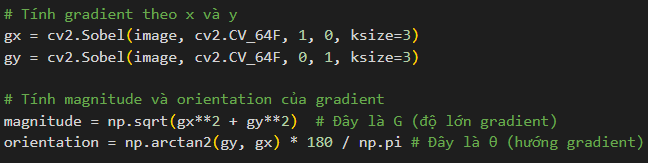 # Tính gradient theo x và y
gx = cv2.Sobel(image, cv2.CV_64F, 1, 0, ksize=3)
gy = cv2.Sobel(image, cv2.CV_64F, 0, 1, ksize=3)
# Tính magnitude và orientation của gradient
magnitude = np.sqrt(gx**2 + gy**2)  # Đây là G (độ lớn gradient)
orientation = np.arctan2(gy, gx) * 180 / np.pi # Đây là θ (hướng gradient)